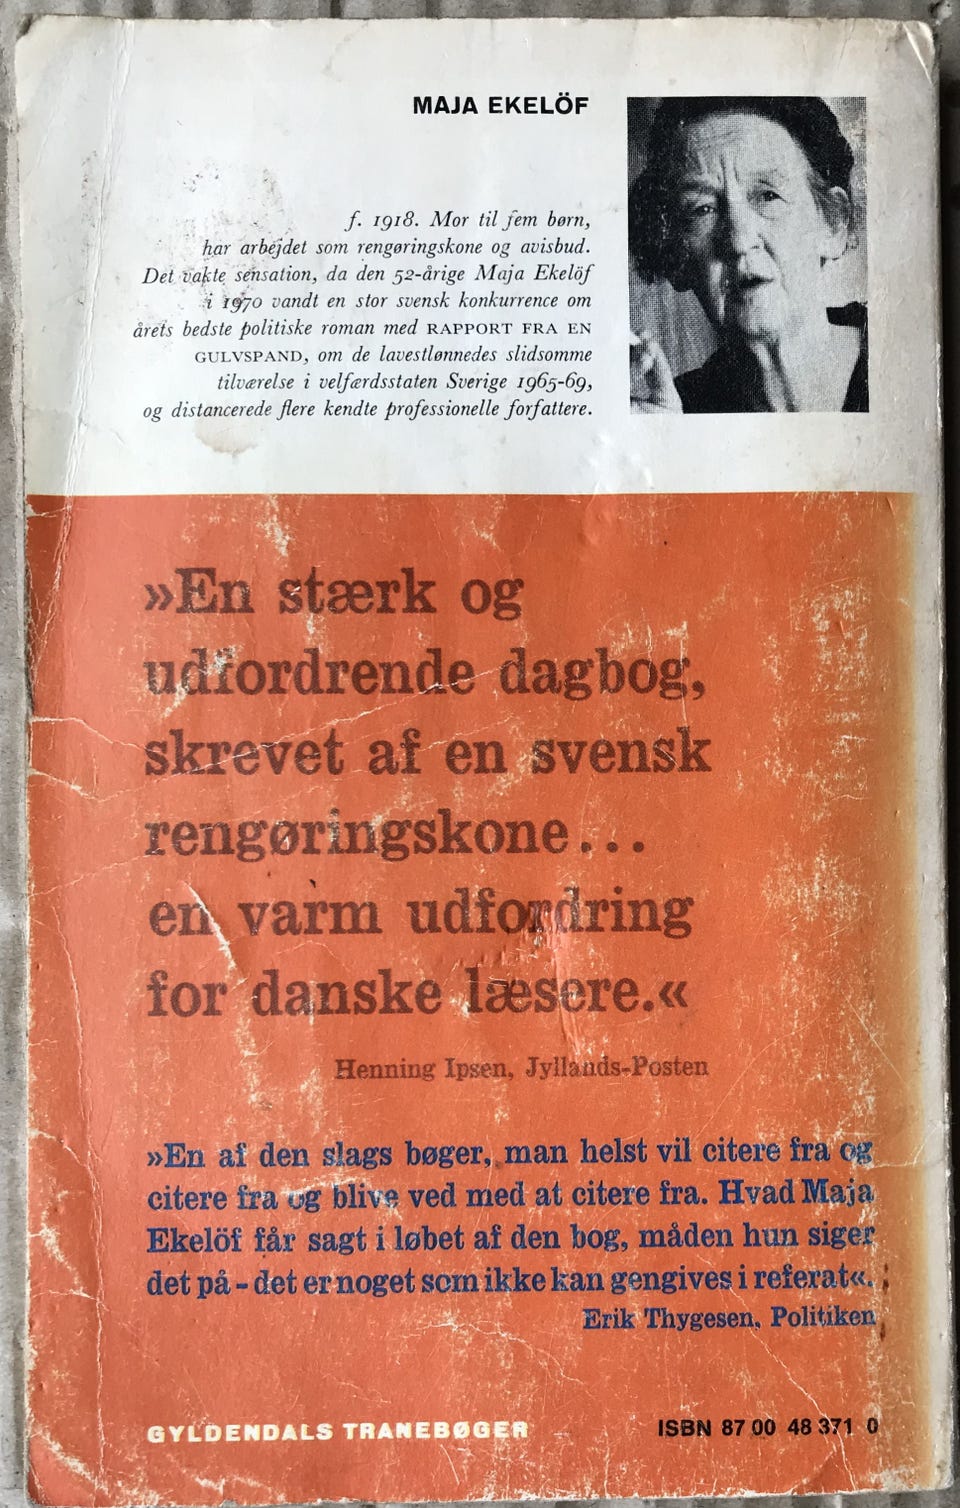 MAJA EKELÖF
f. 1918. Mor til fem børn,
har arbejdet som rengøringskone og avisbud.
Det vakte sensation, da den 52-årige Maja Ekelöf
i 1970 vandt en stor svensk konkurrence om
årets bedste politiske roman med RAPPORT FRA EN
GULVSPAND, om de lavestlønnedes slidsomme
tilværelse i velfærdsstaten Sverige 1965-69,
og distancerede flere kendte professionelle forfattere.
»En stærk og
udfordrende dagbog,
skrevet af en svensk
rengøringskone...
en varm udfordring
for danske læsere.«
Henning Ipsen, Jyllands-Posten
»En af den slags bøger, man helst vil citere fra og
citere fra og blive ved med at citere fra. Hvad Maja
Ekelöf får sagt i løbet af den bog, måden hun siger
det på – det er noget som ikke kan gengives i referat«.
Erik Thygesen, Politiken
GYLDENDALS TRANEBØGER
ISBN 87 00 48 371 0